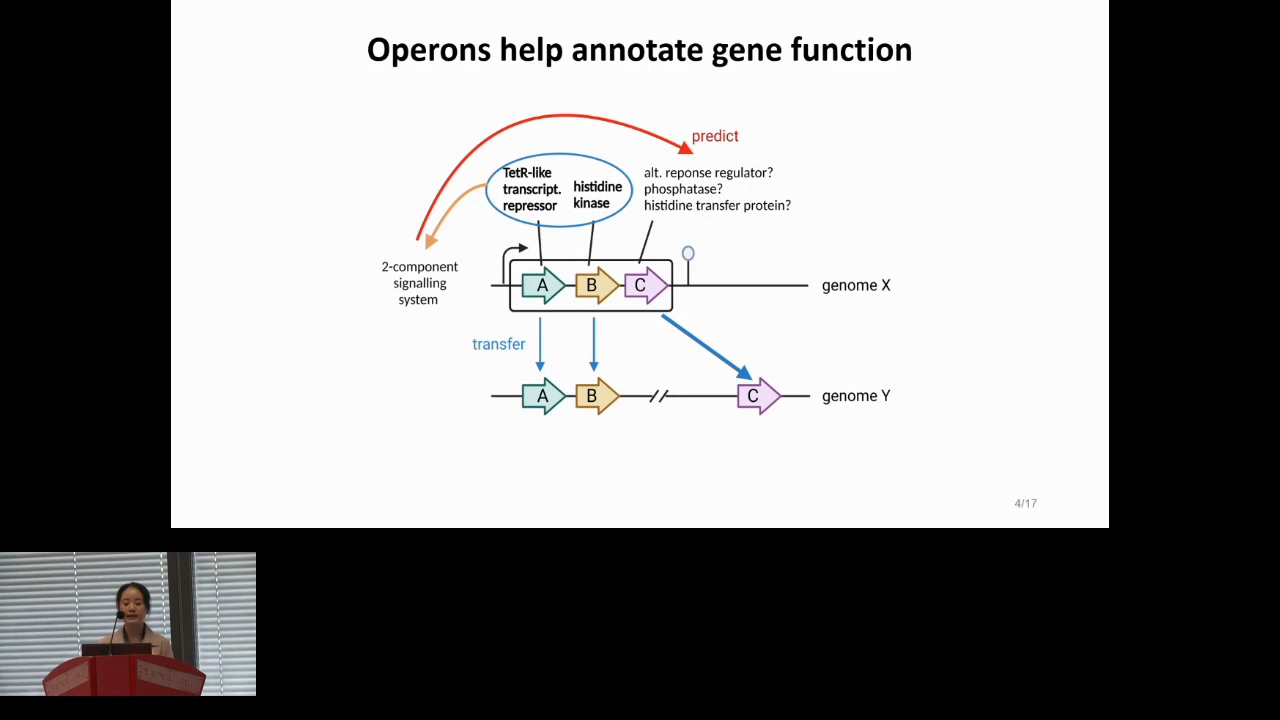 Operons help annotate gene function
predict
TetR-like
transcript.
repressor
histidine
kinase
alt. reponse regulator?
phosphatase?
histidine transfer protein?
2-component
signalling
system
A
B
C
genome X
transfer
A
B
C
genome Y
4/17